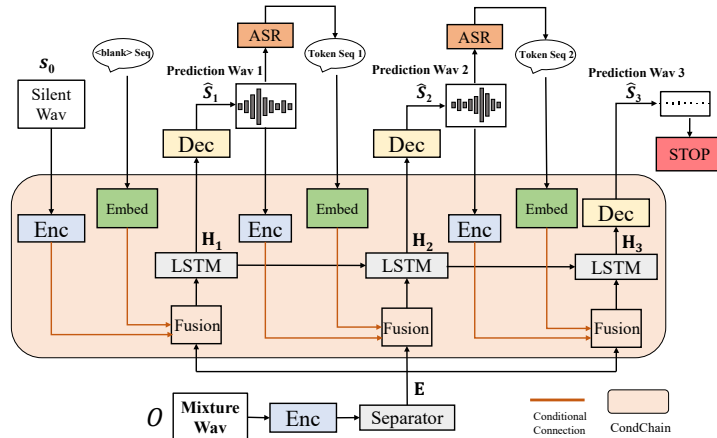 ASR
ASR
<blank> Seq
Token Seq 1
Token Seq 2
s₀
Prediction Wav 1
Prediction Wav 2
Prediction Wav 3
Silent
Wav
Ŝ₁
Ŝ₂
Ŝ₃
Dec
Dec
STOP
Enc
Embed
Enc
Embed
Enc
Embed
Dec
H₁
H₂
H₃
LSTM
LSTM
LSTM
Fusion
Fusion
Fusion
E
O
Mixture
Wav
Enc
Separator
Conditional
Connection
CondChain